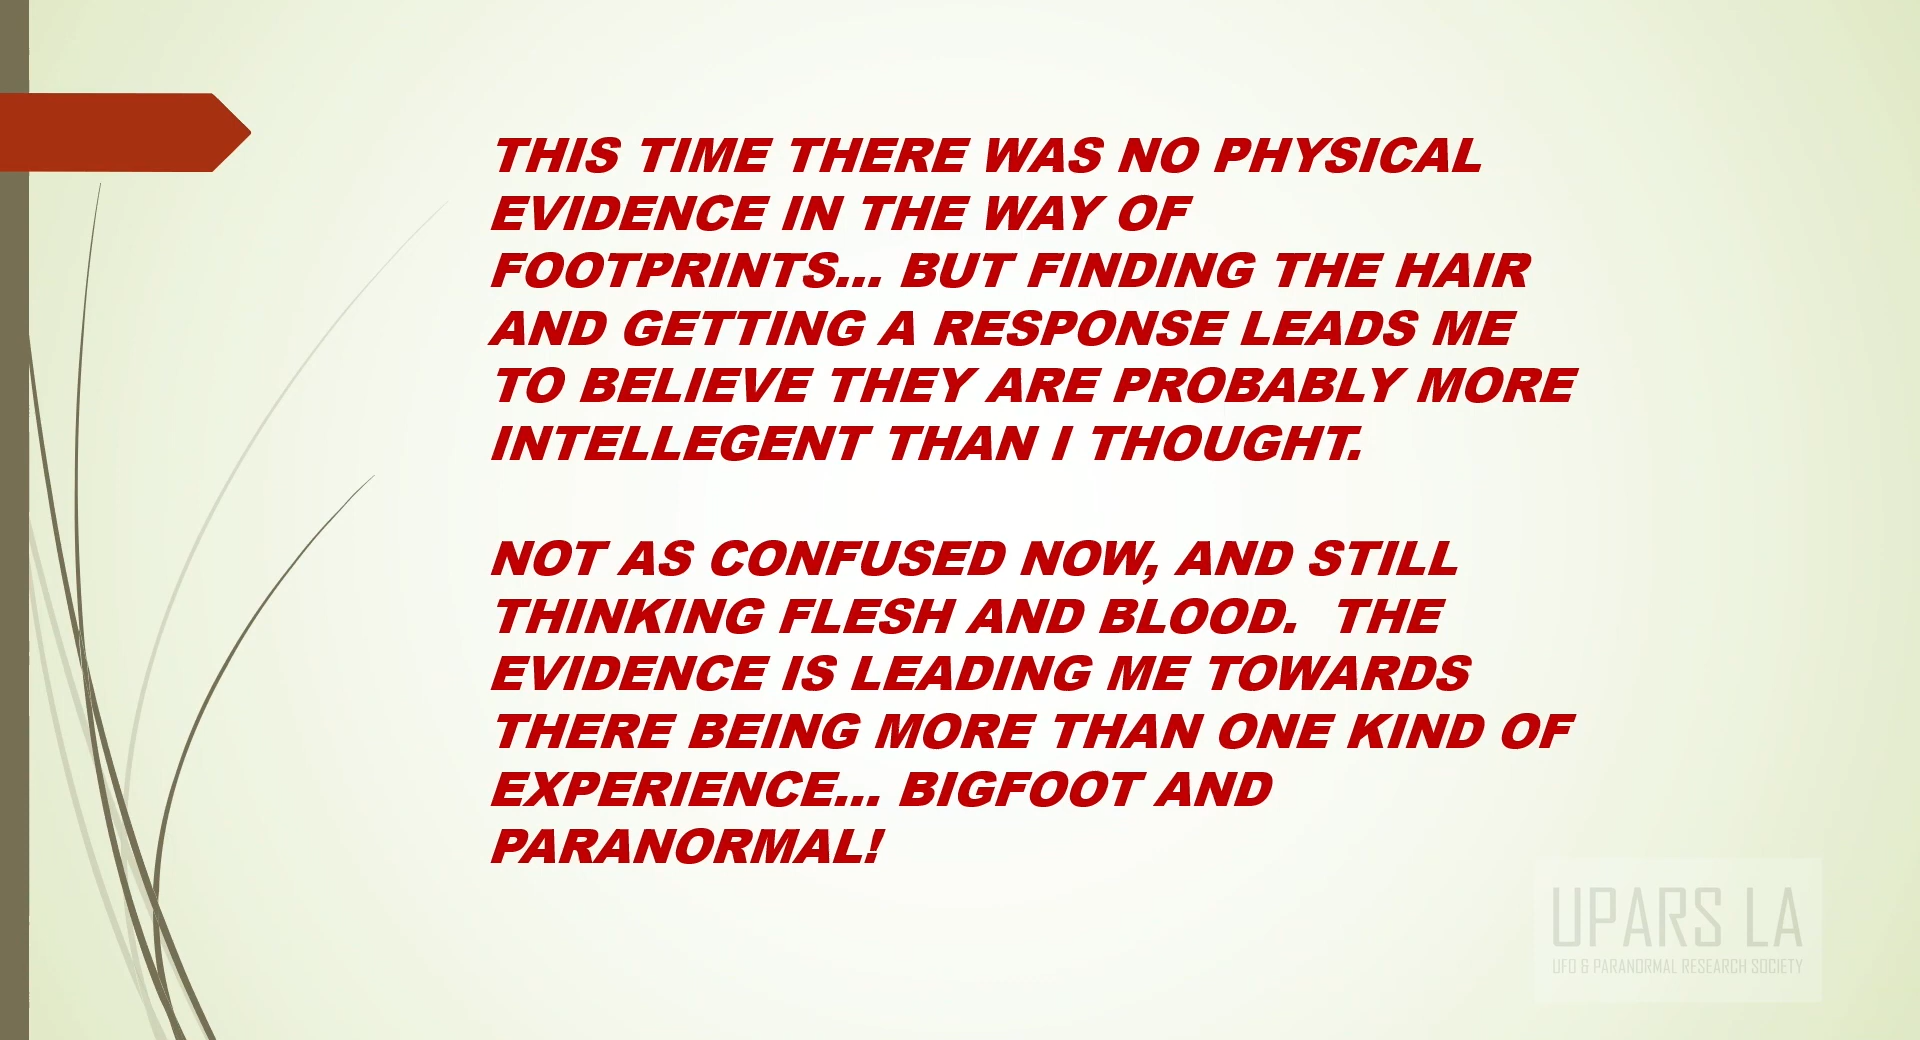 THIS TIME THERE WAS NO PHYSICAL
EVIDENCE IN THE WAY OF
FOOTPRINTS... BUT FINDING THE HAIR
AND GETTING A RESPONSE LEADS ME
TO BELIEVE THEY ARE PROBABLY MORE
INTELLEGENT THAN I THOUGHT.
NOT AS CONFUSED NOW, AND STILL
THINKING FLESH AND BLOOD.  THE
EVIDENCE IS LEADING ME TOWARDS
THERE BEING MORE THAN ONE KIND OF
EXPERIENCE... BIGFOOT AND
PARANORMAL!
UPARS LA
UFO & PARANORMAL RESEARCH SOCIETY